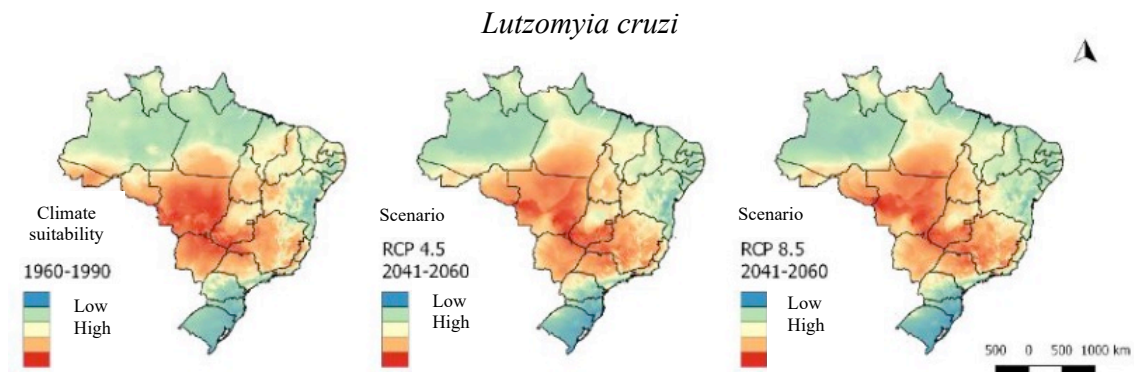 Lutzomyia cruzi
Climate
suitability
1960-1990
Low
High
Scenario
RCP 4.5
2041-2060
Low
High
Scenario
RCP 8.5
2041-2060
Low
High
500 0 500 1000 km